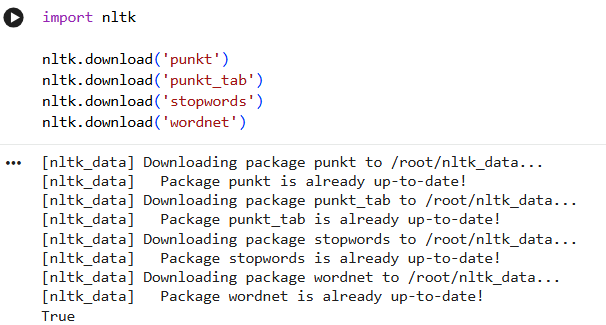 import nltk
nltk.download('punkt')
nltk.download('punkt_tab')
nltk.download('stopwords')
nltk.download('wordnet')
[nltk_data] Downloading package punkt to /root/nltk_data...
[nltk_data]   Package punkt is already up-to-date!
[nltk_data] Downloading package punkt_tab to /root/nltk_data...
[nltk_data]   Package punkt_tab is already up-to-date!
[nltk_data] Downloading package stopwords to /root/nltk_data...
[nltk_data]   Package stopwords is already up-to-date!
[nltk_data] Downloading package wordnet to /root/nltk_data...
[nltk_data]   Package wordnet is already up-to-date!
True